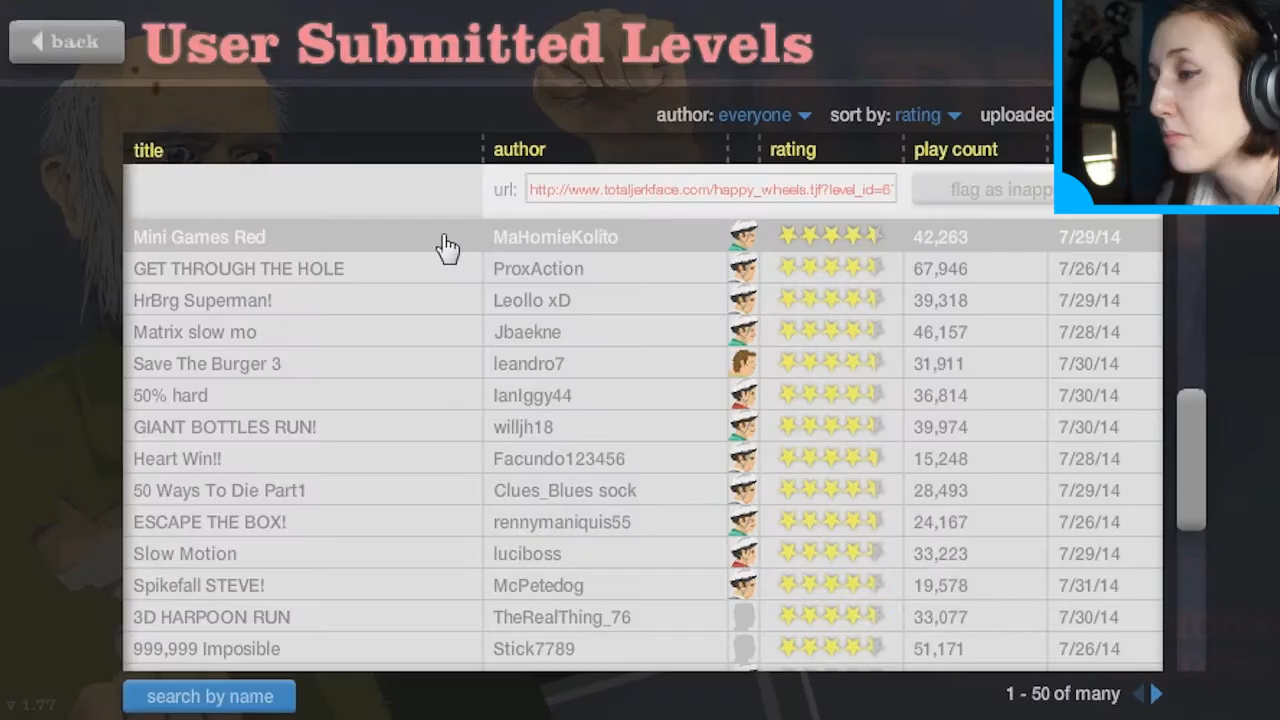 back
User Submitted Levels
author: everyone sort by: rating uploaded
title author rating play count
url: http://www.totaljerkface.com/happy_wheels.tjf?level_id=6 flag as inapp
Mini Games Red MaHomieKolito 42,263 7/29/14
GET THROUGH THE HOLE ProxAction 67,946 7/26/14
HrBrg Superman! Leollo xD 39,318 7/29/14
Matrix slow mo Jbaekne 46,157 7/28/14
Save The Burger 3 leandro7 31,911 7/30/14
50% hard IanIggy44 36,814 7/30/14
GIANT BOTTLES RUN! willjh18 39,974 7/30/14
Heart Win!! Facundo123456 15,248 7/28/14
50 Ways To Die Part1 Clues_Blues sock 28,493 7/29/14
ESCAPE THE BOX! rennymaniquis55 24,167 7/26/14
Slow Motion luciboss 33,223 7/29/14
Spikefall STEVE! McPetedog 19,578 7/31/14
3D HARPOON RUN TheRealThing_76 33,077 7/30/14
999,999 Imposible Stick7789 51,171 7/26/14
search by name 1 - 50 of many
v 1.77